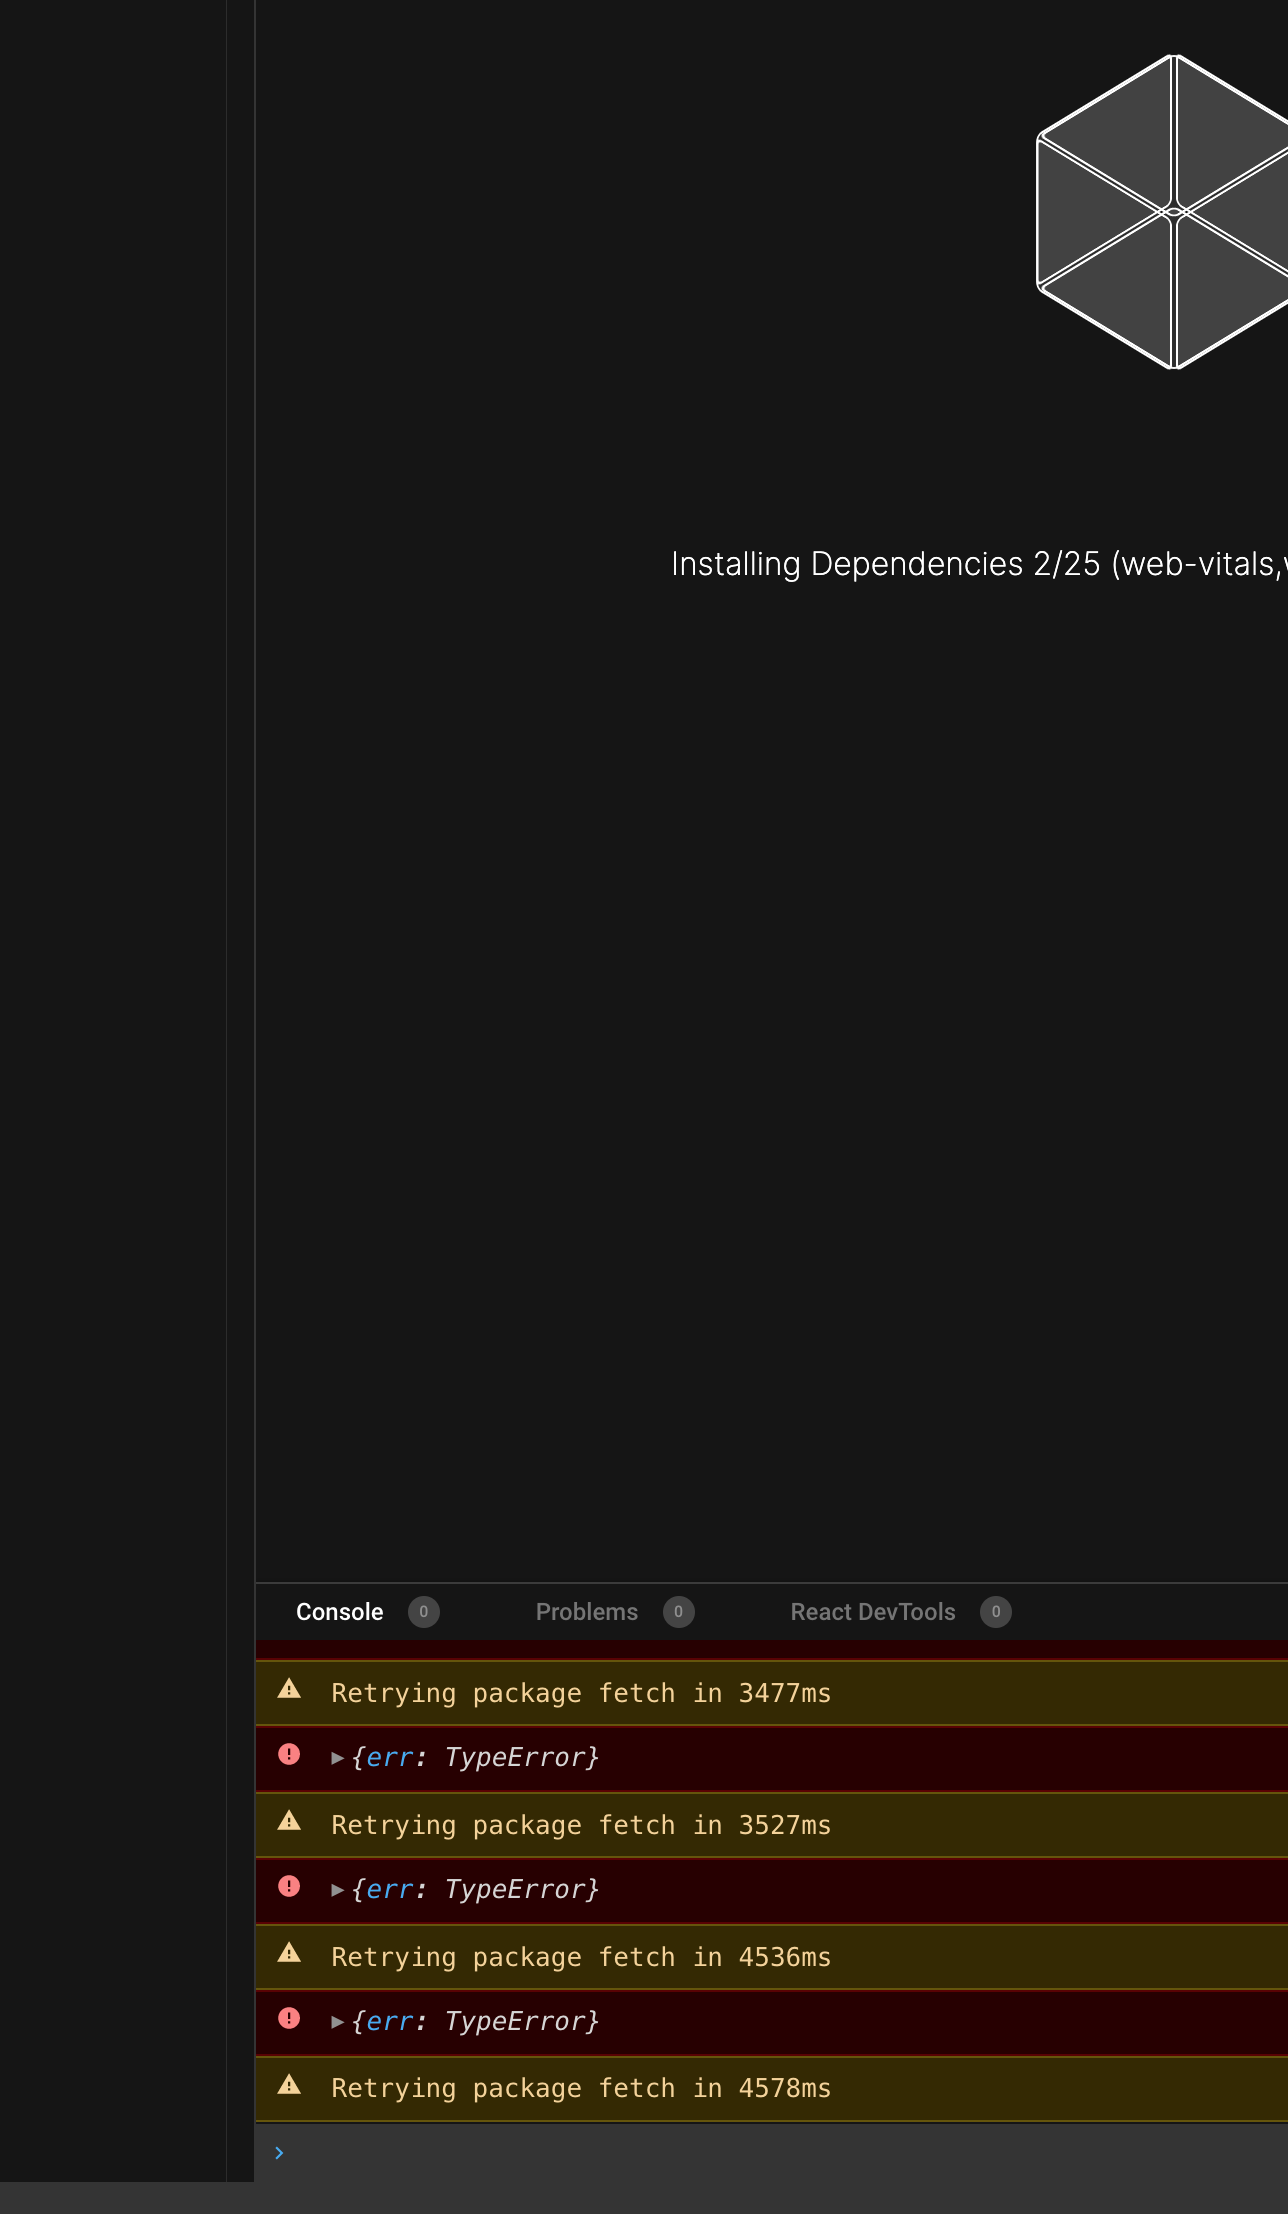 Installing Dependencies 2/25 (web-vitals,
Console 0 Problems 0 React DevTools 0
Retrying package fetch in 3477ms
▶ {err: TypeError}
Retrying package fetch in 3527ms
▶ {err: TypeError}
Retrying package fetch in 4536ms
▶ {err: TypeError}
Retrying package fetch in 4578ms
›